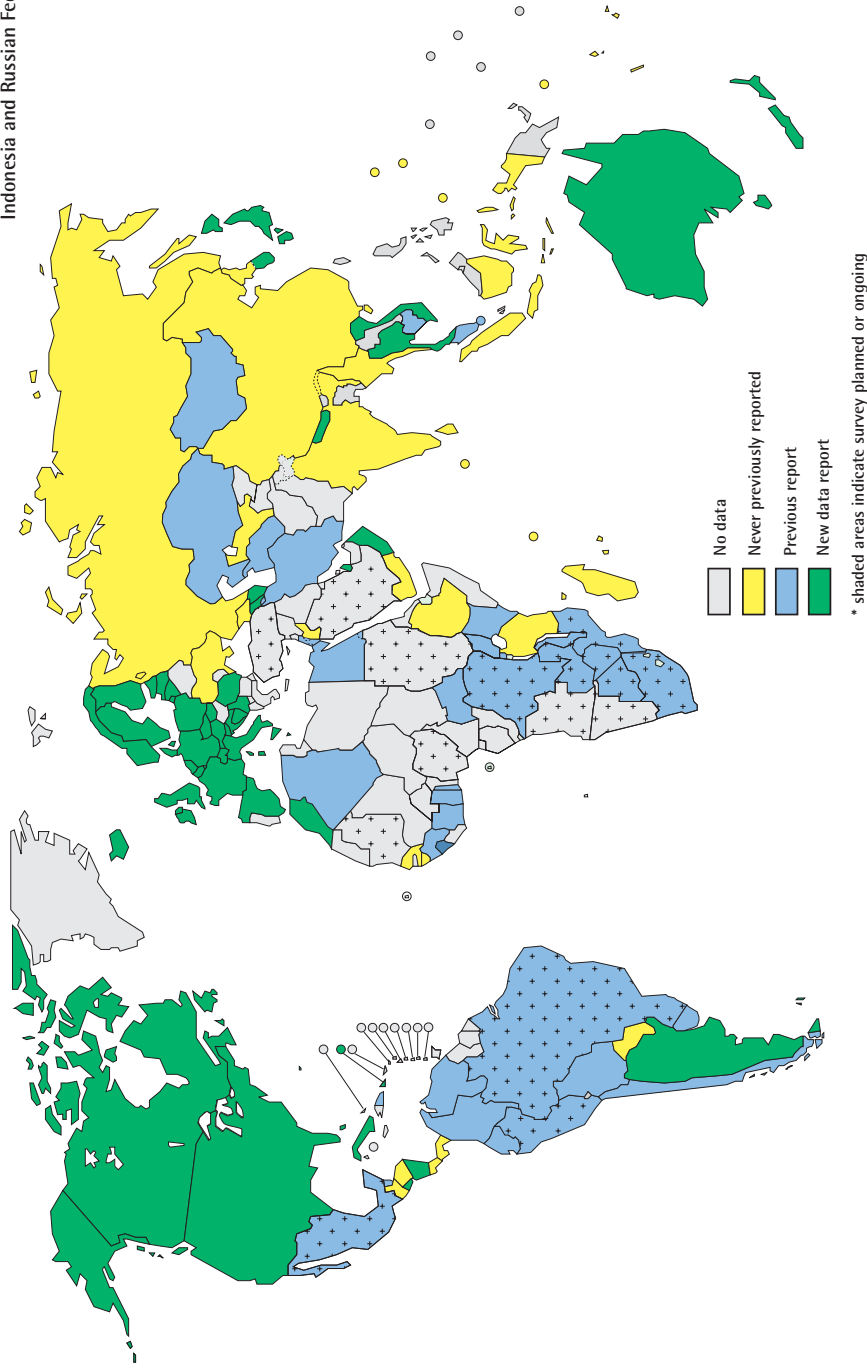 Indonesia and Russian Fe
No data
Never previously reported
Previous report
New data report
* shaded areas indicate survey planned or ongoing
@
@